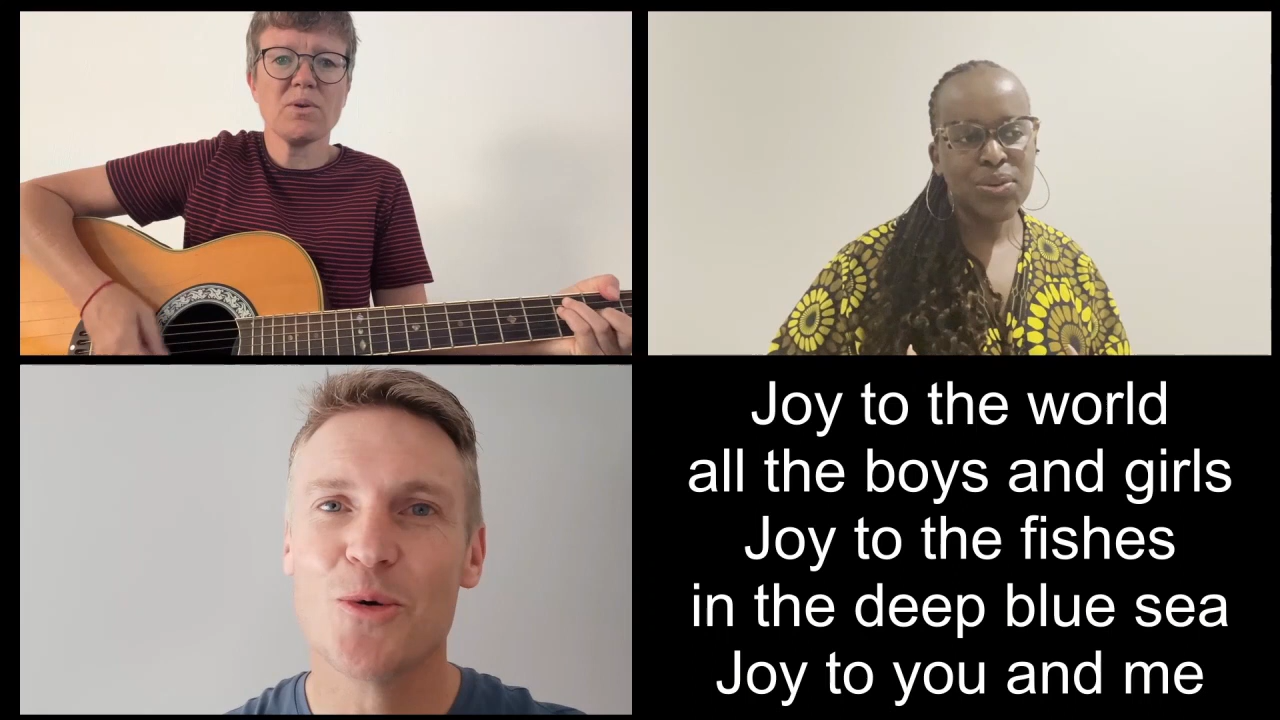 Joy to the world
all the boys and girls
Joy to the fishes
in the deep blue sea
Joy to you and me